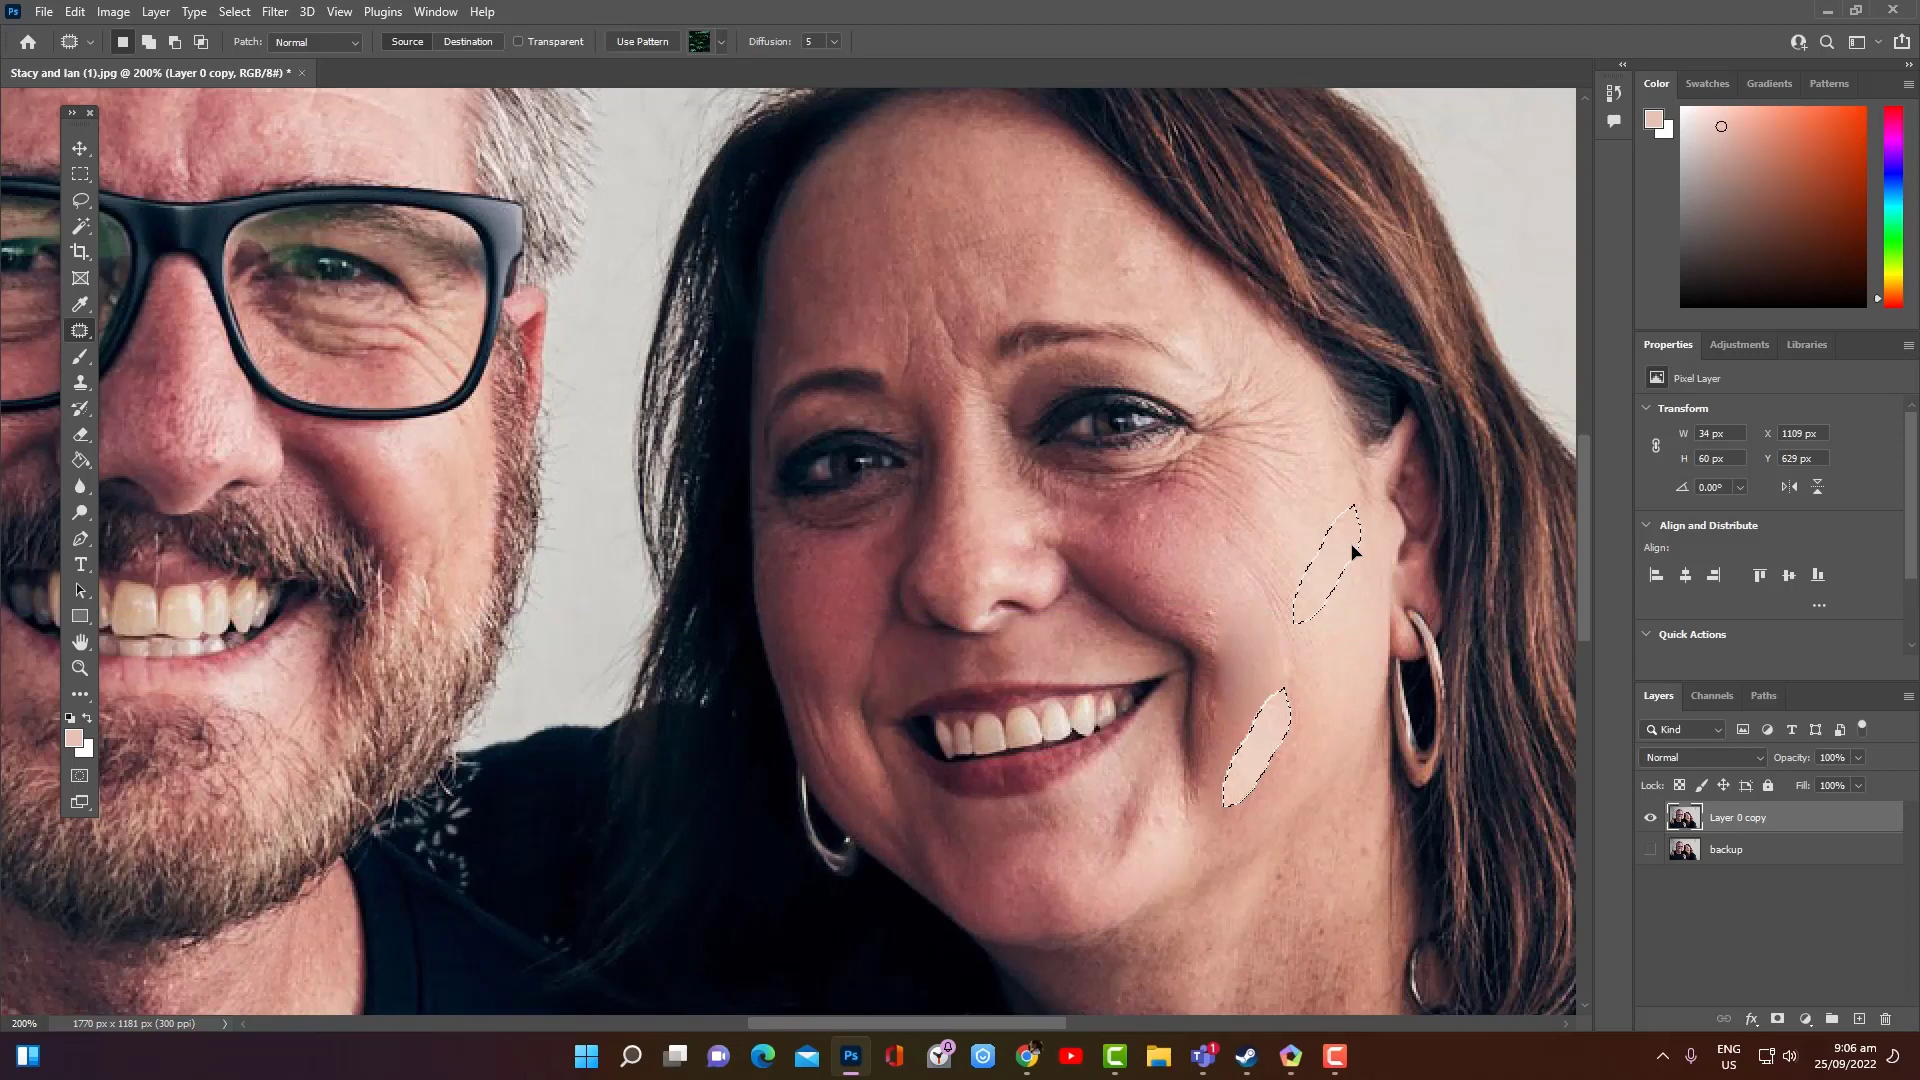 Ps File Edit Image Layer Type Select Filter 3D View Plugins Window Help
Patch: Normal Source Destination Transparent Use Pattern Diffusion: 5
Stacy and Ian (1).jpg @ 200% (Layer 0 copy, RGB/8#) * ×
Color Swatches Gradients Patterns
Properties Adjustments Libraries
Pixel Layer
Transform
W 34 px X 1109 px
H 60 px Y 629 px
0.00°
Align and Distribute
Align:
Quick Actions
Layers Channels Paths
Kind
Normal Opacity: 100%
Lock: Fill: 100%
Layer 0 copy
backup
fx
200% 1770 px x 1181 px (300 ppi)
Ps
1
ENG
US
9:06 am
25/09/2022